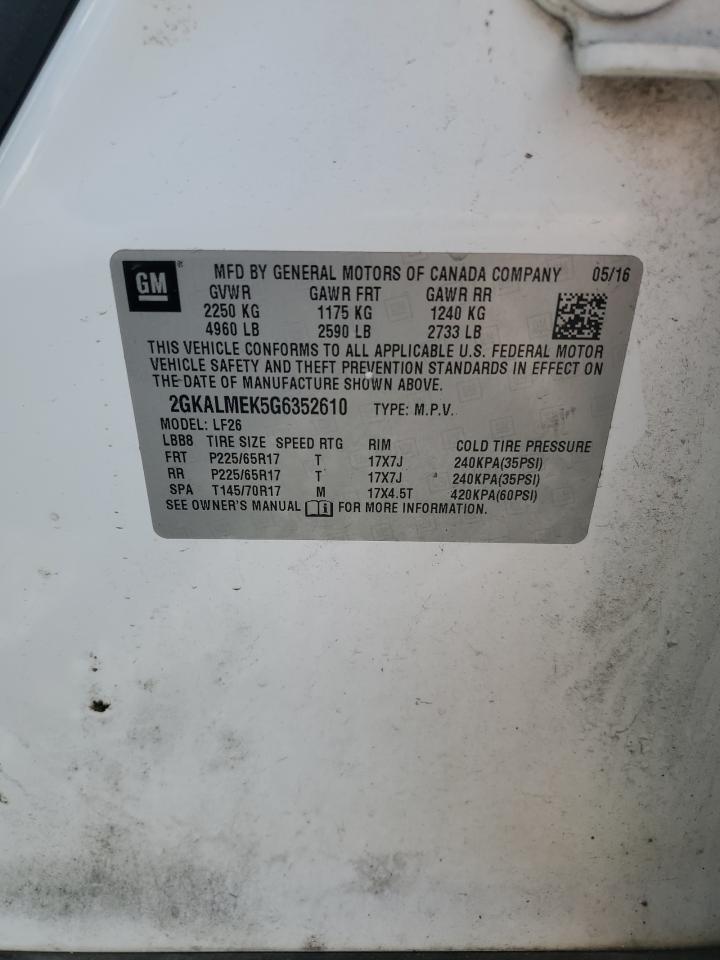 GM® MFD BY GENERAL MOTORS OF CANADA COMPANY 05/16
GVWR GAWR FRT GAWR RR
2250 KG 1175 KG 1240 KG
4960 LB 2590 LB 2733 LB
THIS VEHICLE CONFORMS TO ALL APPLICABLE U.S. FEDERAL MOTOR
VEHICLE SAFETY AND THEFT PREVENTION STANDARDS IN EFFECT ON
THE DATE OF MANUFACTURE SHOWN ABOVE.
2GKALMEK5G6352610 TYPE: M.P.V.
MODEL: LF26
LBB8 TIRE SIZE SPEED RTG RIM COLD TIRE PRESSURE
FRT P225/65R17 T 17X7J 240KPA(35PSI)
RR P225/65R17 T 17X7J 240KPA(35PSI)
SPA T145/70R17 M 17X4.5T 420KPA(60PSI)
SEE OWNER'S MANUAL i FOR MORE INFORMATION.